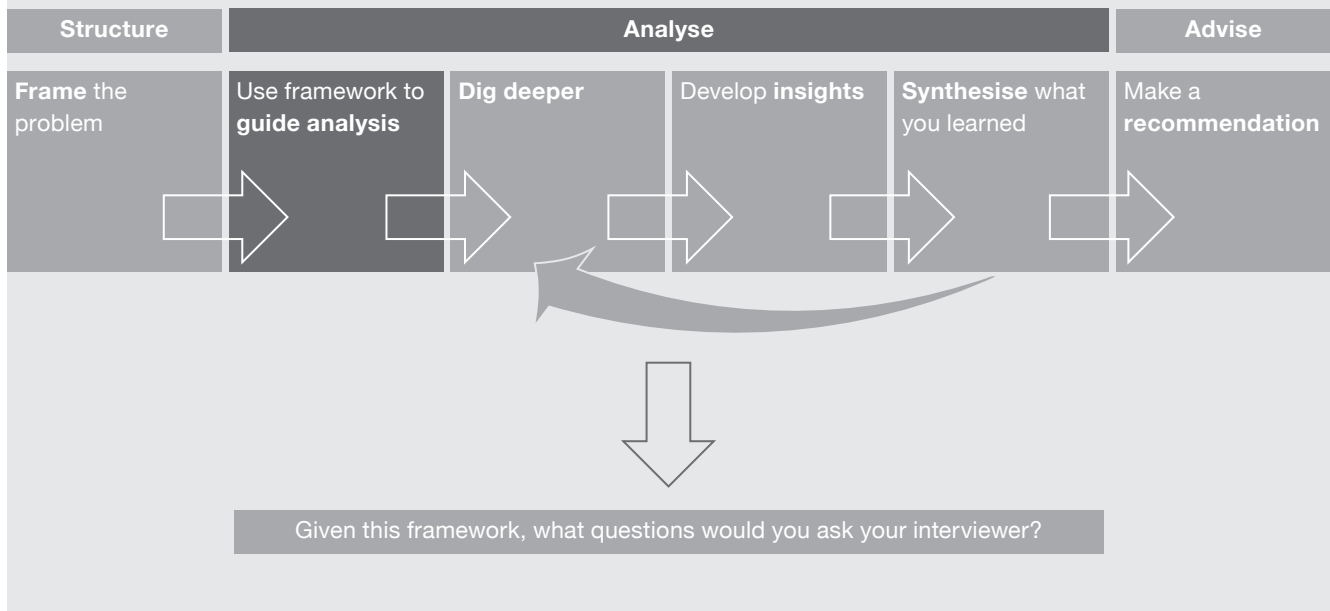 Structure
Analyse
Advise
Frame the
problem
Use framework to
guide analysis
Dig deeper
Develop insights
Synthesise what
you learned
Make a
recommendation
Given this framework, what questions would you ask your interviewer?